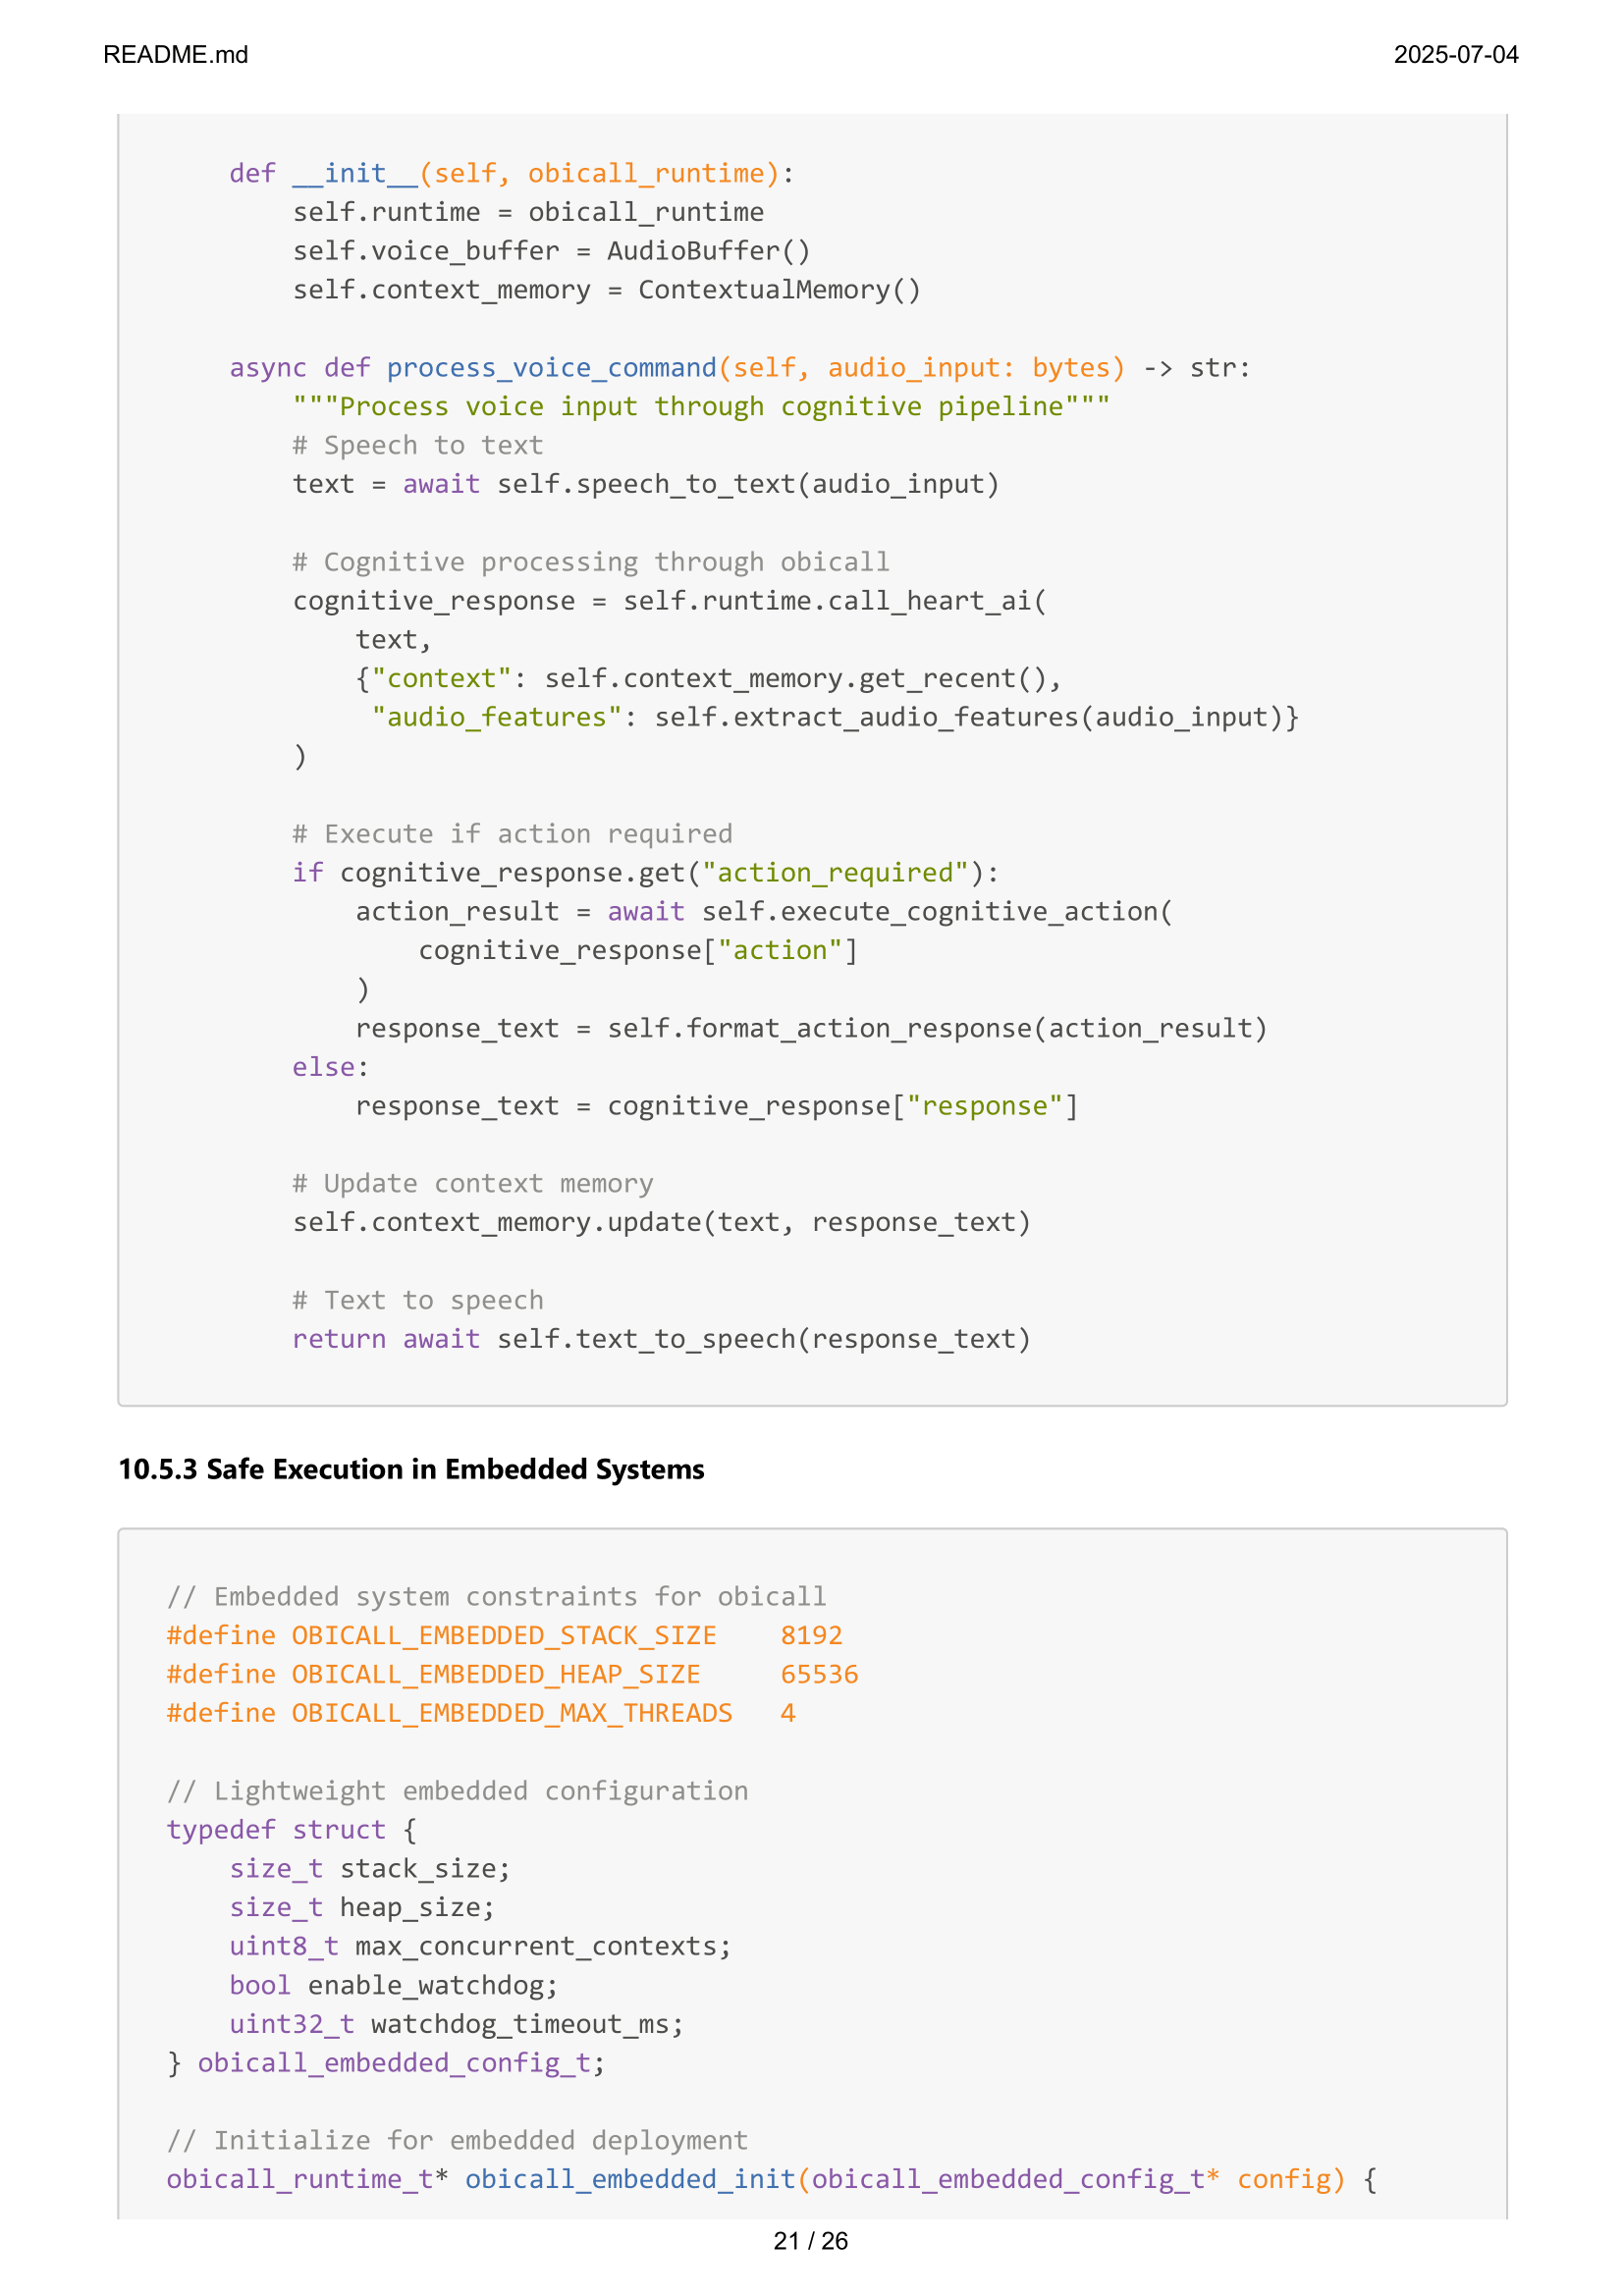 README.md
2025-07-04
    def __init__(self, obicall_runtime):
        self.runtime = obicall_runtime
        self.voice_buffer = AudioBuffer()
        self.context_memory = ContextualMemory()

    async def process_voice_command(self, audio_input: bytes) -> str:
        """Process voice input through cognitive pipeline"""
        # Speech to text
        text = await self.speech_to_text(audio_input)

        # Cognitive processing through obicall
        cognitive_response = self.runtime.call_heart_ai(
            text,
            {"context": self.context_memory.get_recent(),
             "audio_features": self.extract_audio_features(audio_input)}
        )

        # Execute if action required
        if cognitive_response.get("action_required"):
            action_result = await self.execute_cognitive_action(
                cognitive_response["action"]
            )
            response_text = self.format_action_response(action_result)
        else:
            response_text = cognitive_response["response"]

        # Update context memory
        self.context_memory.update(text, response_text)

        # Text to speech
        return await self.text_to_speech(response_text)

10.5.3 Safe Execution in Embedded Systems

// Embedded system constraints for obicall
#define OBICALL_EMBEDDED_STACK_SIZE    8192
#define OBICALL_EMBEDDED_HEAP_SIZE     65536
#define OBICALL_EMBEDDED_MAX_THREADS   4

// Lightweight embedded configuration
typedef struct {
    size_t stack_size;
    size_t heap_size;
    uint8_t max_concurrent_contexts;
    bool enable_watchdog;
    uint32_t watchdog_timeout_ms;
} obicall_embedded_config_t;

// Initialize for embedded deployment
obicall_runtime_t* obicall_embedded_init(obicall_embedded_config_t* config) {
21 / 26